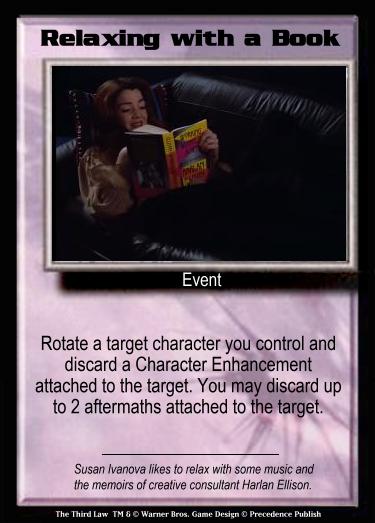 Relaxing with a Book
Event
Rotate a target character you control and
discard a Character Enhancement
attached to the target. You may discard up
to 2 aftermaths attached to the target.
Susan Ivanova likes to relax with some music and
the memoirs of creative consultant Harlan Ellison.
The Third Law TM & © Warner Bros. Game Design © Precedence Publish